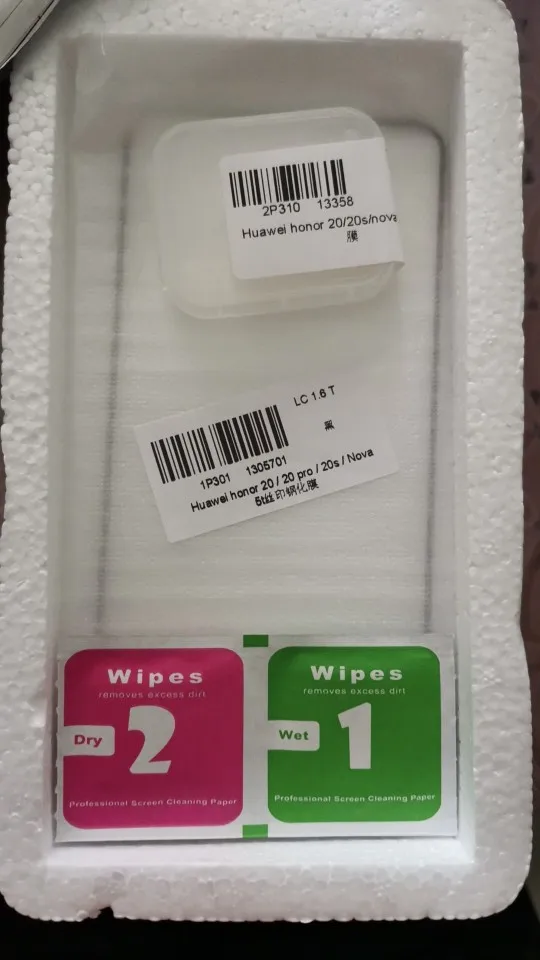 2P310 13358
Huawei honor 20/20s/nova
膜
LC 1.6 T
黑
1P301 1305701
Huawei honor 20 / 20 pro / 20s / Nova
5t丝印钢化膜
Wipes
removes excess dirt
Dry
2
Professional Screen Cleaning Paper
Wipes
removes excess dirt
Wet
1
Professional Screen Cleaning Paper